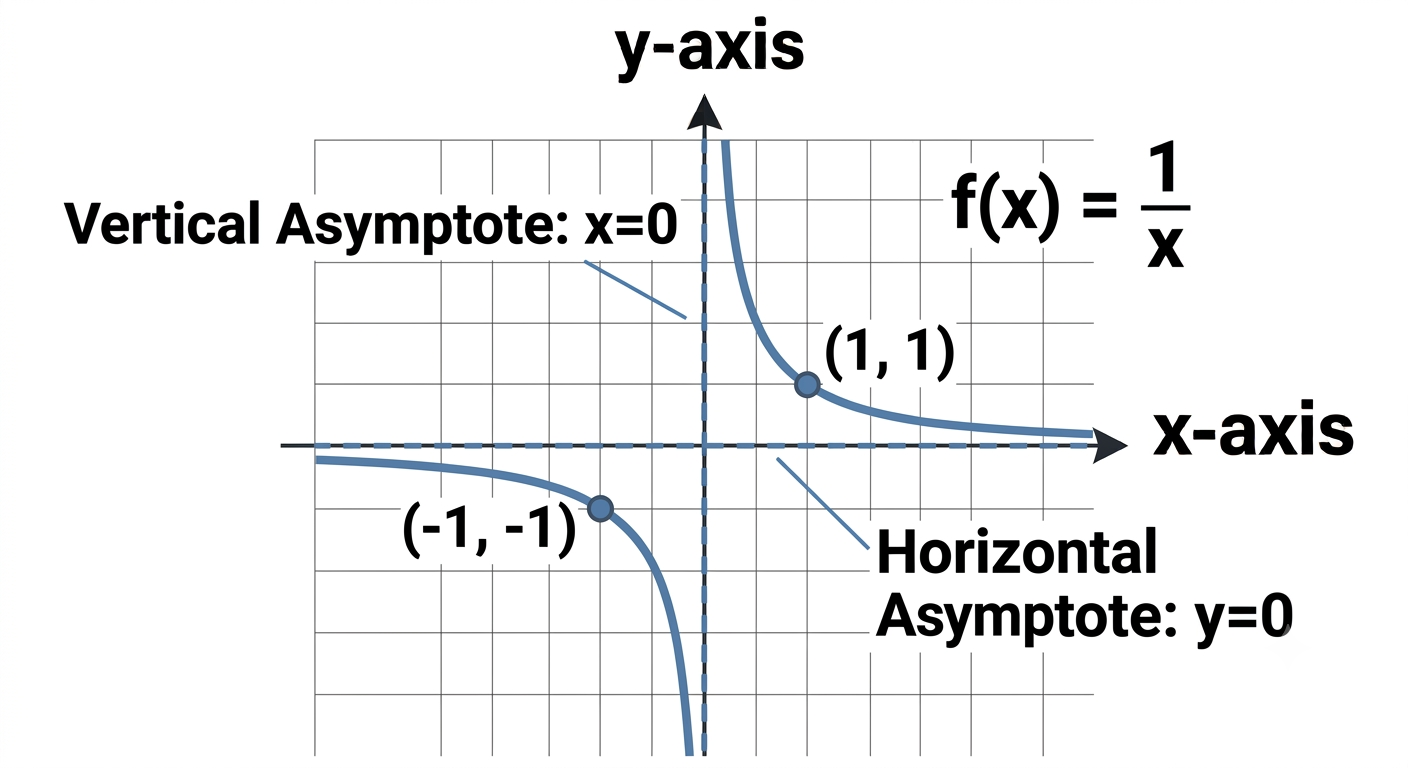 y-axis
f(x) = 1/x
Vertical Asymptote: x=0
(1, 1)
x-axis
(-1, -1)
Horizontal
Asymptote: y=0